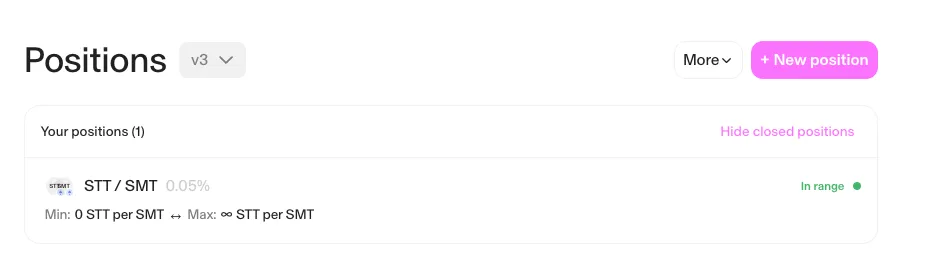 Positions v3 More + New position
Your positions (1) Hide closed positions
STT SMT STT / SMT 0.05% In range
Min: 0 STT per SMT ↔ Max: ∞ STT per SMT